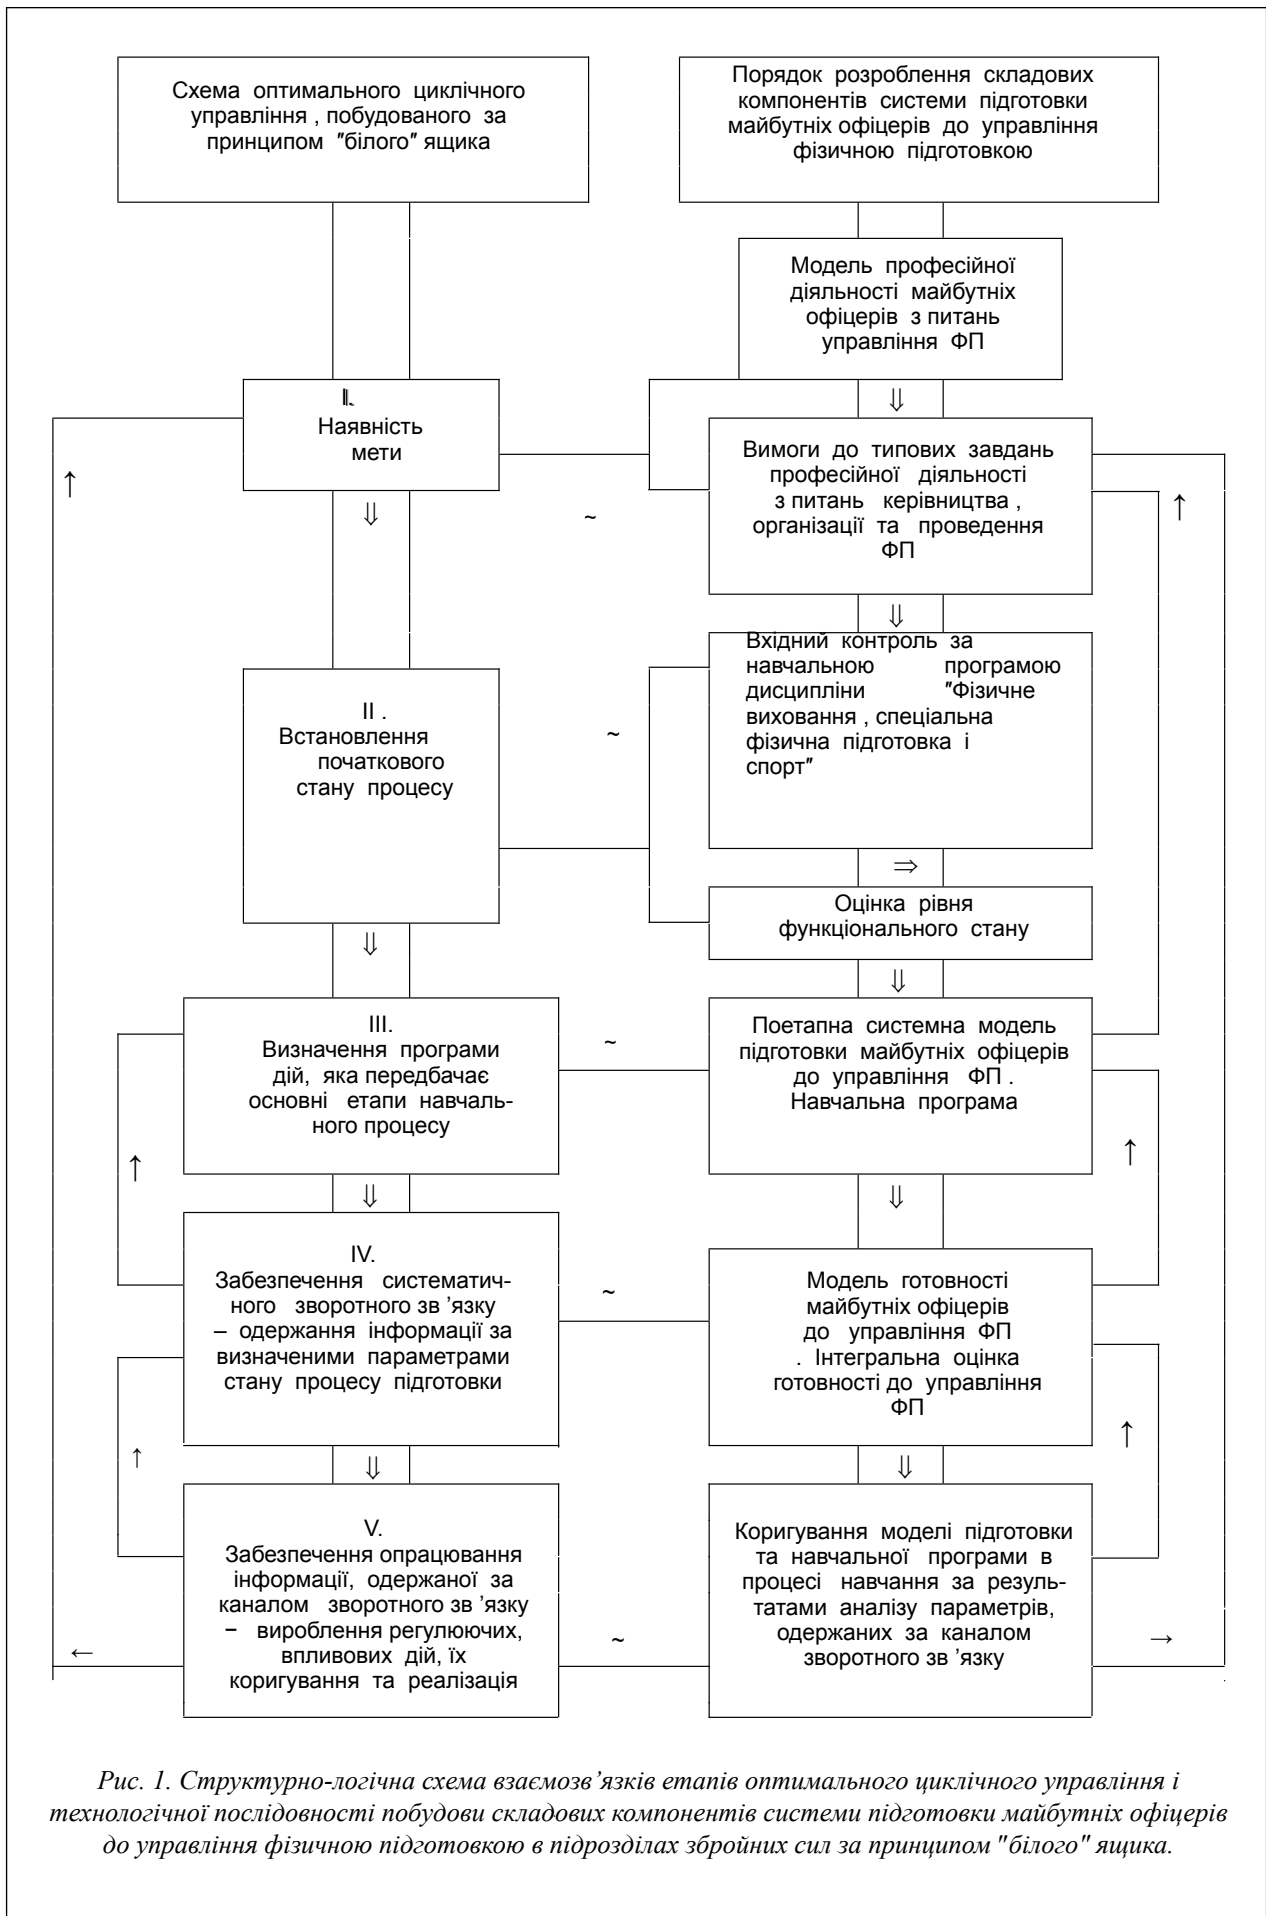 Схема оптимального циклічного
управління , побудованого за
принципом "білого" ящика
Порядок розроблення складових
компонентів системи підготовки
майбутніх офіцерів до управління
фізичною підготовкою
Модель професійної
діяльності майбутніх
офіцерів з питань
управління ФП
⇓
I.
Наявність
мети
↑
⇓
~
Вимоги до типових завдань
професійної діяльності
з питань керівництва ,
організації та проведення
ФП
↑
⇓
II .
Встановлення
початкового
стану процесу
~
Вхідний контроль за
навчальною програмою
дисципліни "Фізичне
виховання , спеціальна
фізична підготовка і
спорт"
⇒
Оцінка рівня
функціонального стану
⇓
⇓
III.
Визначення програми
дій, яка передбачає
основні етапи навчаль-
ного процесу
~
Поетапна системна модель
підготовки майбутніх офіцерів
до управління ФП .
Навчальна програма
↑
↑
⇓
⇓
IV.
Забезпечення систематич-
ного зворотного зв ’язку
– одержання інформації за
визначеними параметрами
стану процесу підготовки
~
Модель готовності
майбутніх офіцерів
до управління ФП
. Інтегральна оцінка
готовності до управління
ФП
↑
↑
⇓
⇓
V.
Забезпечення опрацювання
інформації, одержаної за
каналом зворотного зв ’язку
– вироблення регулюючих,
впливових дій, їх
коригування та реалізація
←
~
Коригування моделі підготовки
та навчальної програми в
процесі навчання за резуль-
татами аналізу параметрів,
одержаних за каналом
зворотного зв ’язку
→
Рис. 1. Структурно-логічна схема взаємозв’язків етапів оптимального циклічного управління і
технологічної послідовності побудови складових компонентів системи підготовки майбутніх офіцерів
до управління фізичною підготовкою в підрозділах збройних сил за принципом "білого" ящика.